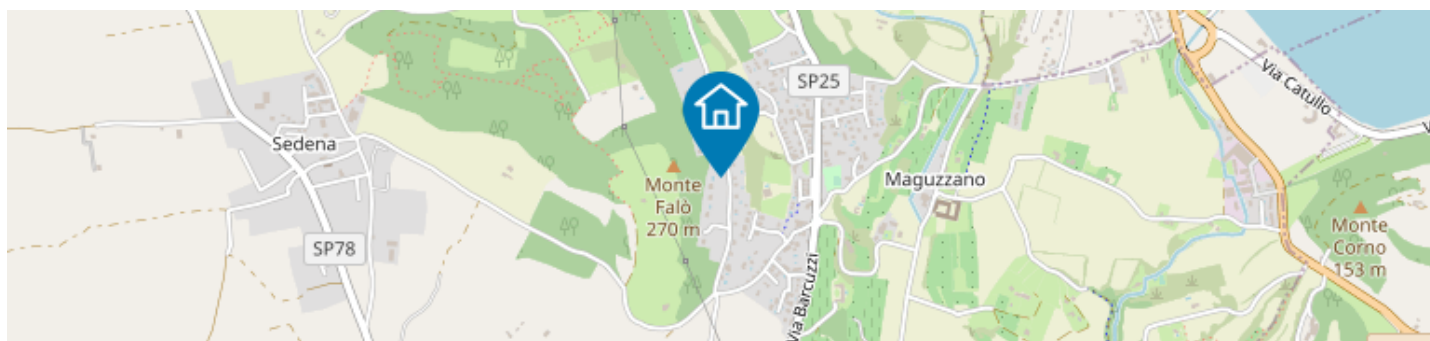 SP25
Via Catullo
V
Sedena
Maguzzano
Monte
Falò
270 m
Monte
Corno
153 m
SP78
Via Barcuzzi